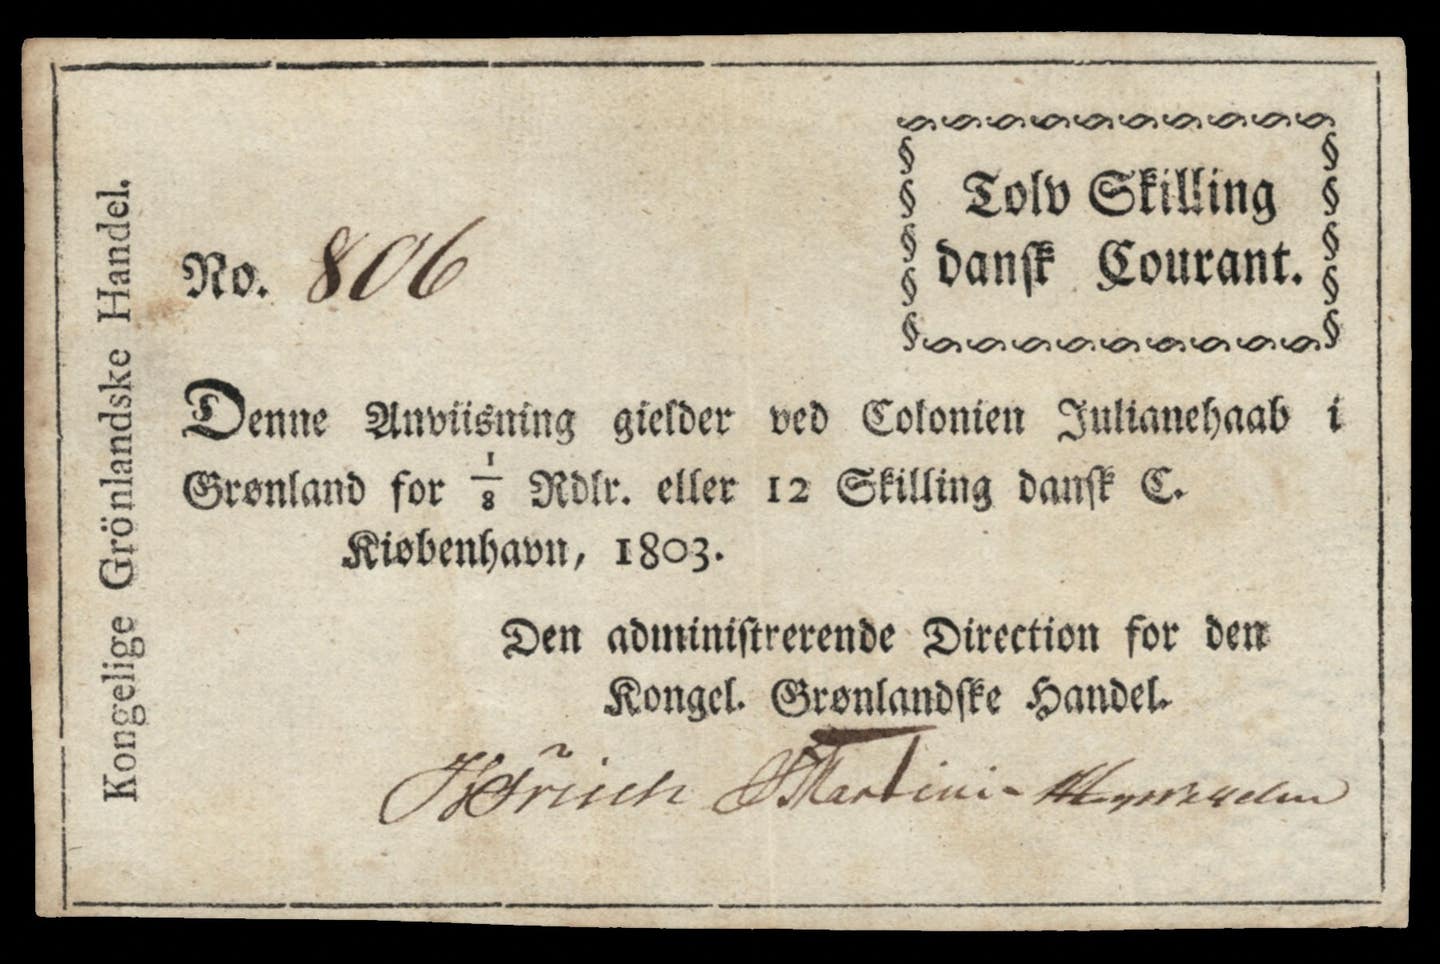 Kongelige Grönlandske Handel.
Tolv Skilling
dansk Courant.
No. 806
Denne Anviisning gielder ved Colonien Julianehaab i
Grønland for 1/8 Rdlr. eller 12 Skilling dansk C.
Kiøbenhavn, 1803.
Den administrerende Direction for den
Kongel. Grønlandske Handel.
Martini